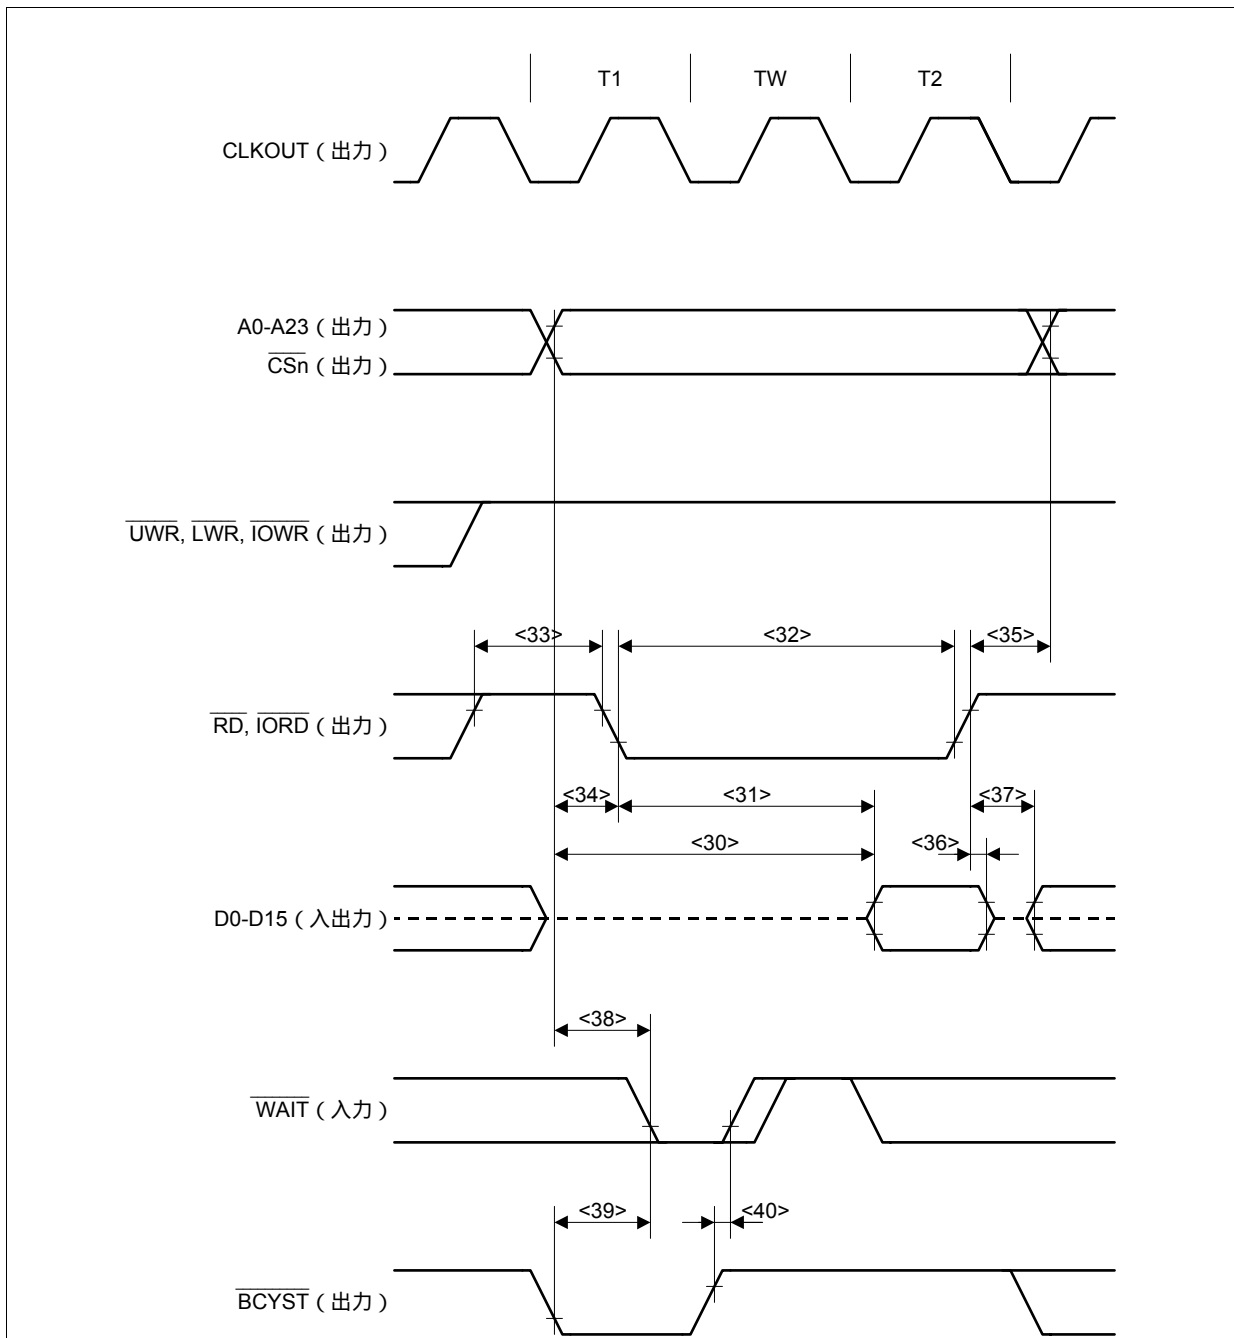 T1 TW T2
CLKOUT（出力）
A0-A23（出力）
CSn（出力）
UWR, LWR, IOWR（出力）
<33> <32> <35>
RD, IORD（出力）
<34> <31> <37>
<30> <36>
D0-D15（入出力）
<38>
WAIT（入力）
<39> <40>
BCYST（出力）